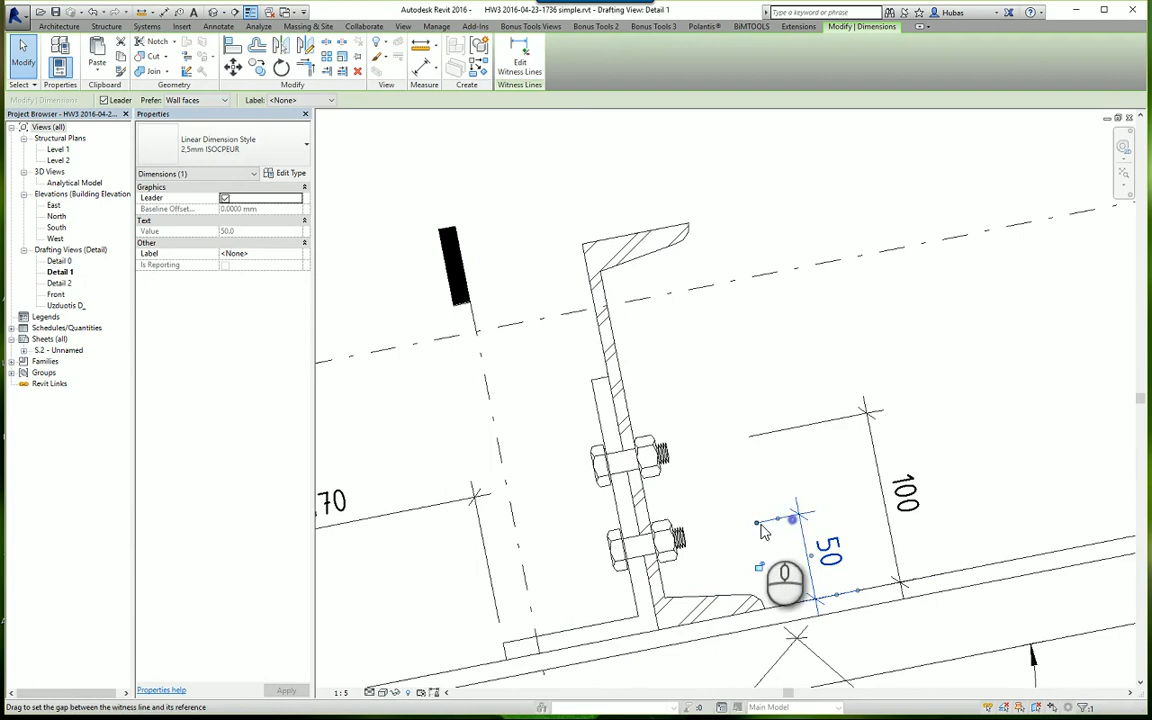 Autodesk Revit 2016 - HW3 2016-04-23-1736 simple.rvt - Drafting View: Detail 1
Type a keyword or phrase
Hubas
Architecture Structure Systems Insert Annotate Analyze Massing & Site Collaborate View Manage Add-Ins Bonus Tools View Bonus Tools 2 Bonus Tools 3 Polantis® BiMTOOLS Extensions Modify | Dimensions
Modify
Paste
Notch
Cut
Join
Edit
Witness Lines
Select Properties Clipboard Geometry Modify View Measure Create Witness Lines
Modify | Dimensions Leader Prefer: Wall faces Label: <None>
Project Browser - HW3 2016-04-2...
Properties
Views (all)
Structural Plans
Level 1
Level 2
3D Views
Analytical Model
Elevations (Building Elevation
East
North
South
West
Drafting Views (Detail)
Detail 0
Detail 1
Detail 2
Front
Uzduotis D_
Legends
Schedules/Quantities
Sheets (all)
S.2 - Unnamed
Families
Groups
Revit Links
Linear Dimension Style
2,5mm ISOCPEUR
Dimensions (1)
Edit Type
Graphics
Leader
Baseline Offset...
0.0000 mm
Text
Value
50.0
Other
Label
<None>
Is Reporting
Properties help
Apply
70
100
50
0
1 : 5
Drag to set the gap between the witness line and its reference
:0
Main Model
:1